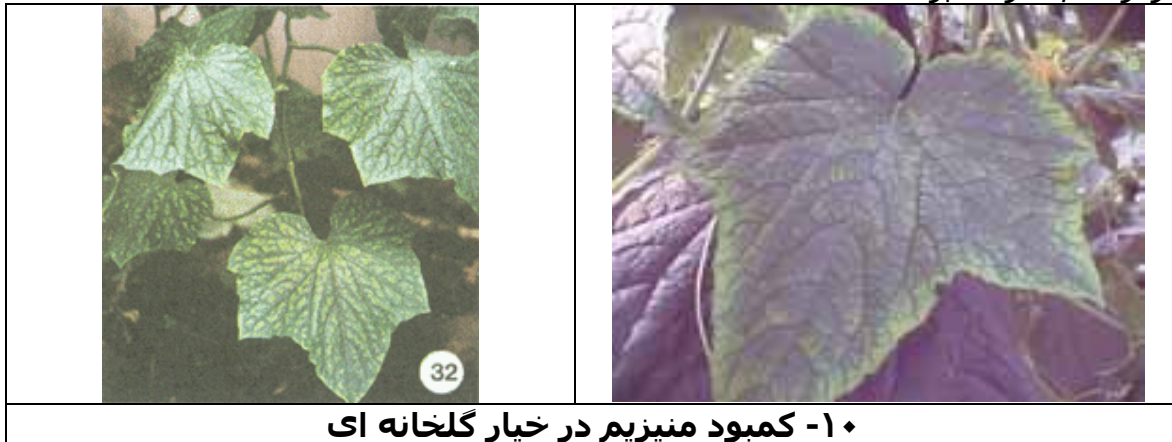 32
۱۰- کمبود منیزیم در خیار گلخانه ای